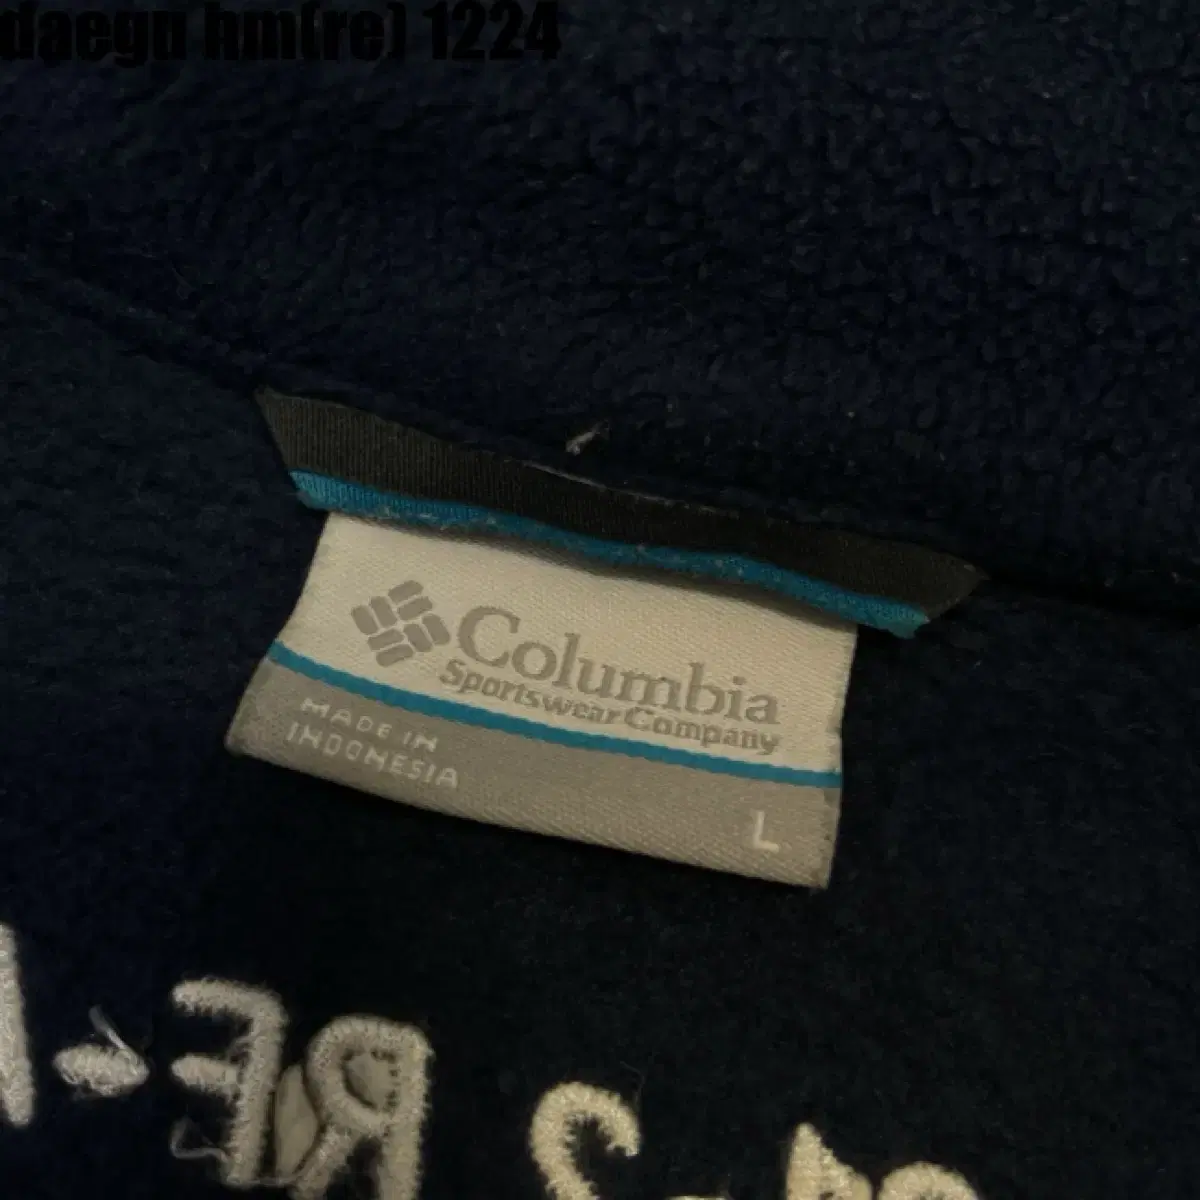 daegu hm(re) 1224
Columbia
Sportswear Company
MADE IN
INDONESIA
L